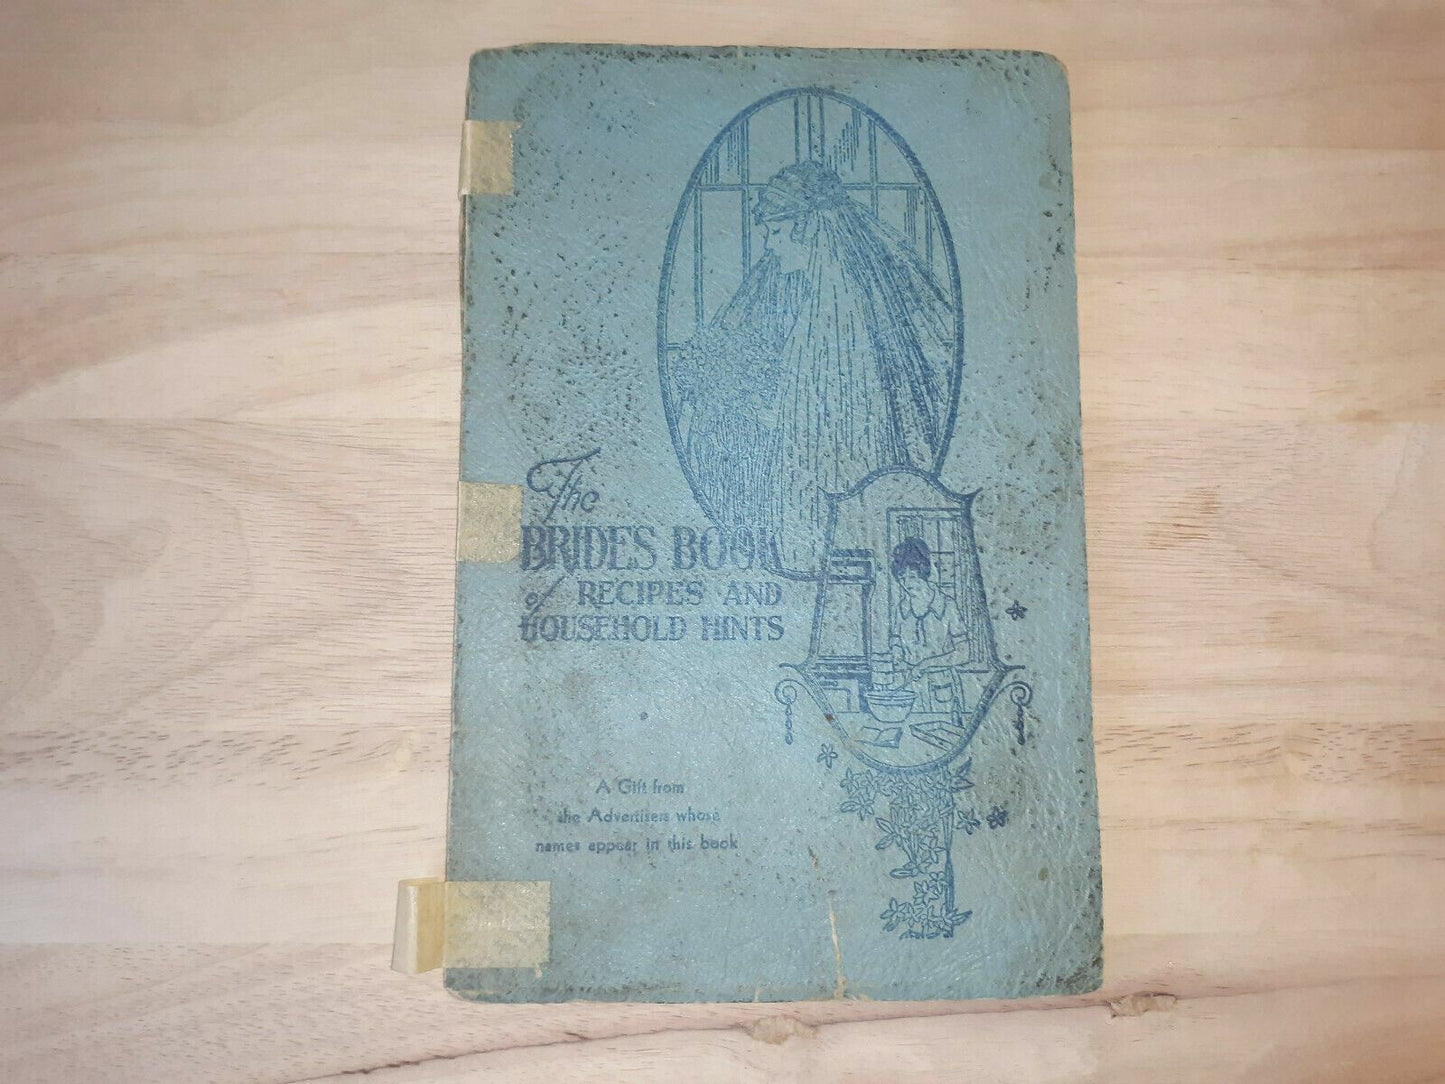 The
BRIDES BOOK
of RECIPES AND
HOUSEHOLD HINTS
A Gift from
the Advertisers whose
names appear in this book